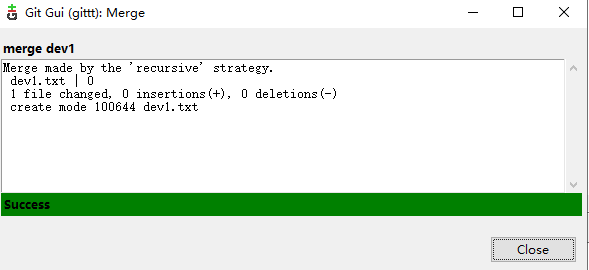 Git Gui (gittt): Merge
merge dev1
Merge made by the 'recursive' strategy.
dev1.txt | 0
1 file changed, 0 insertions(+), 0 deletions(-)
create mode 100644 dev1.txt
Success
Close